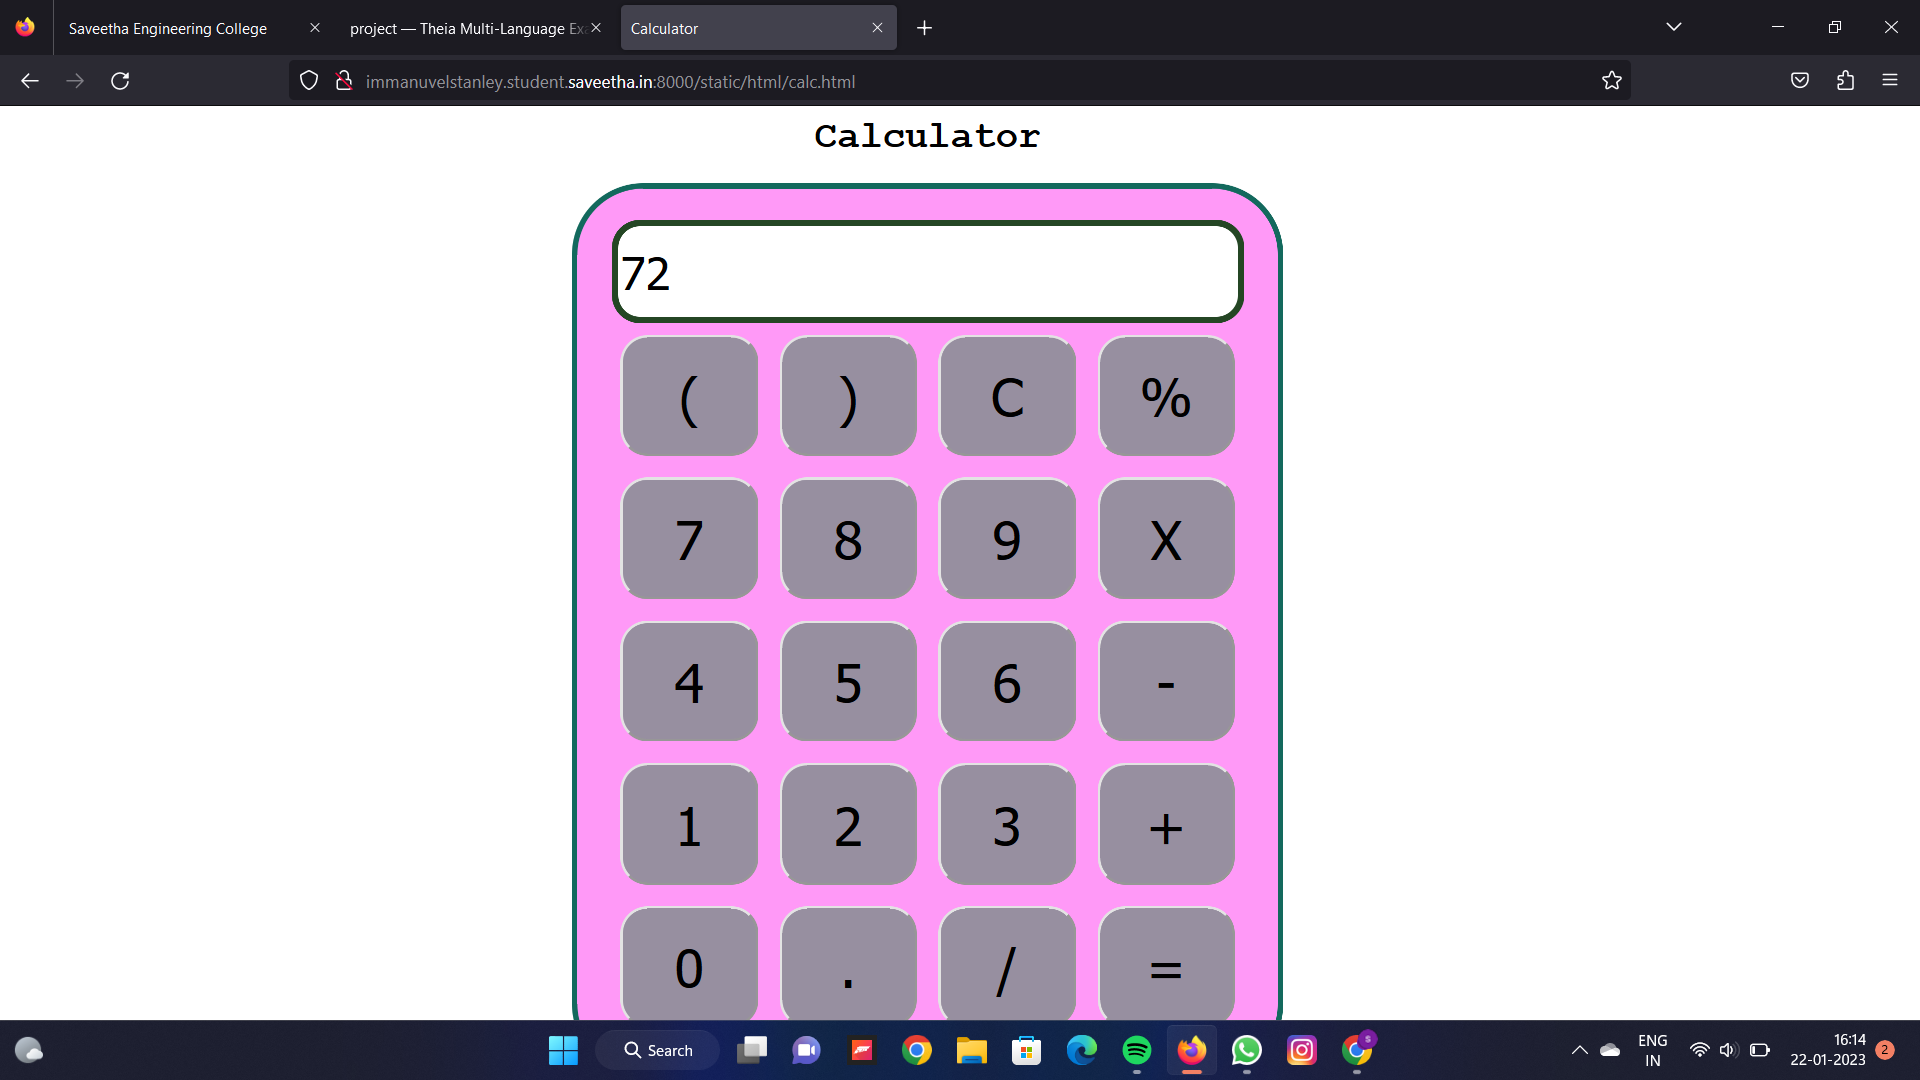 Saveetha Engineering College
project — Theia Multi-Language Ex
Calculator
immanuvelstanley.student.saveetha.in:8000/static/html/calc.html
Calculator
72
( ) C %
7 8 9 X
4 5 6 -
1 2 3 +
0 . / =
Search
S
ENG
IN
16:14
22-01-2023
2